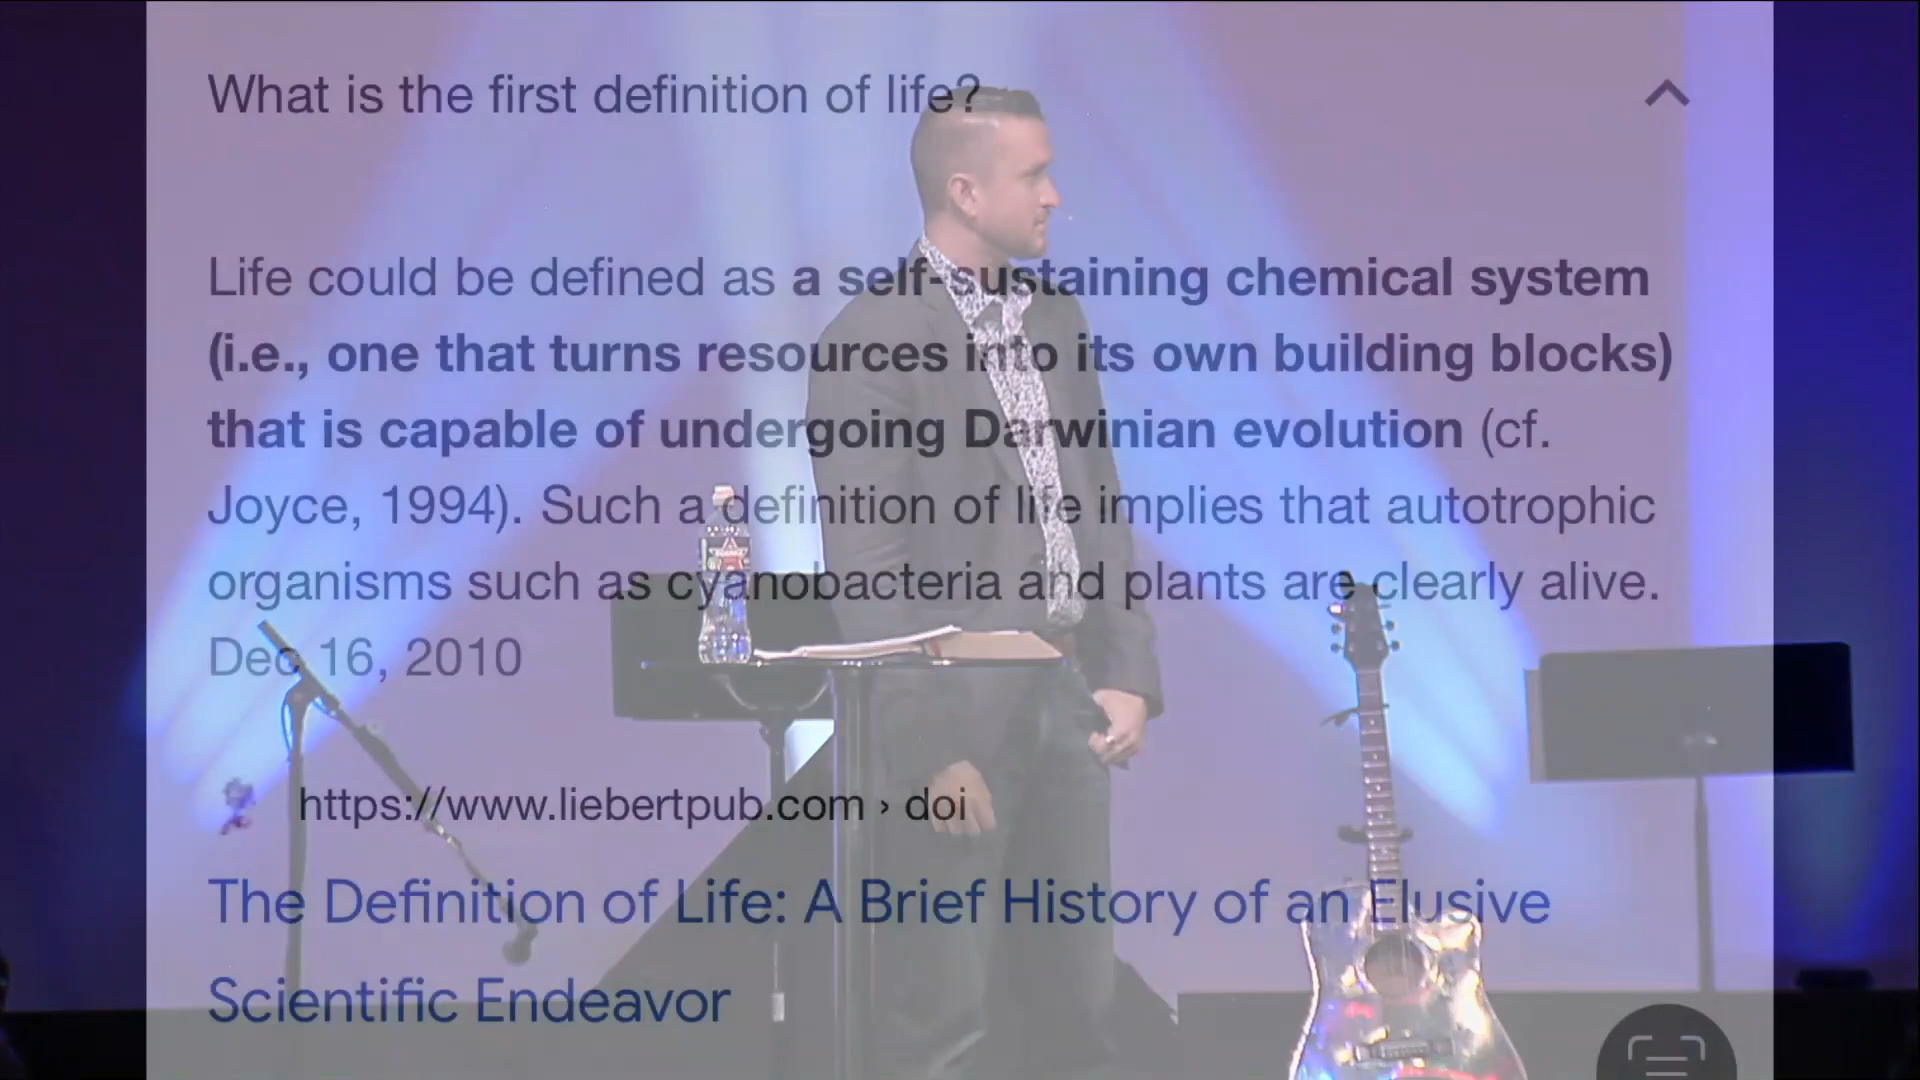 What is the first definition of life?
Life could be defined as a self-sustaining chemical system
(i.e., one that turns resources into its own building blocks)
that is capable of undergoing Darwinian evolution (cf.
Joyce, 1994). Such a definition of life implies that autotrophic
organisms such as cyanobacteria and plants are clearly alive.
Dec 16, 2010
https://www.liebertpub.com › doi
The Definition of Life: A Brief History of an Elusive
Scientific Endeavor